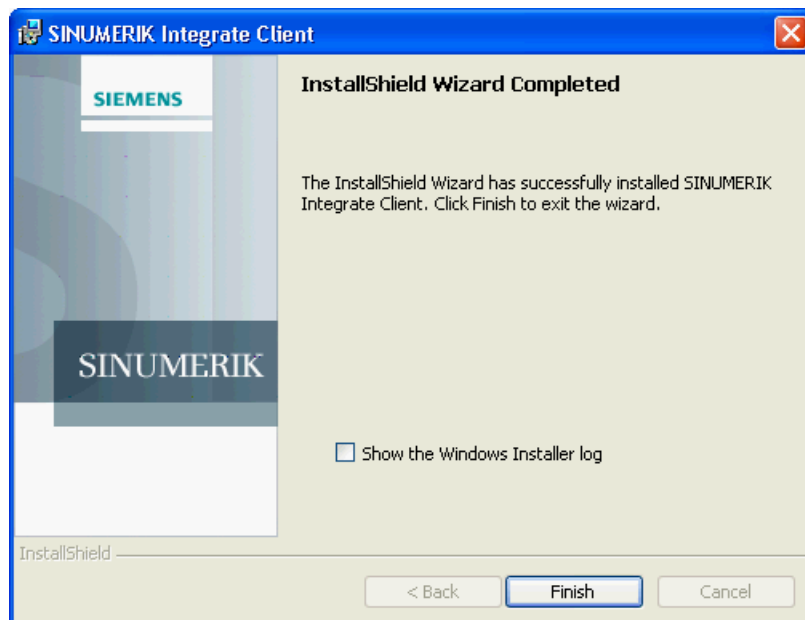 SINUMERIK Integrate Client
SIEMENS
InstallShield Wizard Completed
The InstallShield Wizard has successfully installed SINUMERIK
Integrate Client. Click Finish to exit the wizard.
SINUMERIK
Show the Windows Installer log
InstallShield
< Back
Finish
Cancel